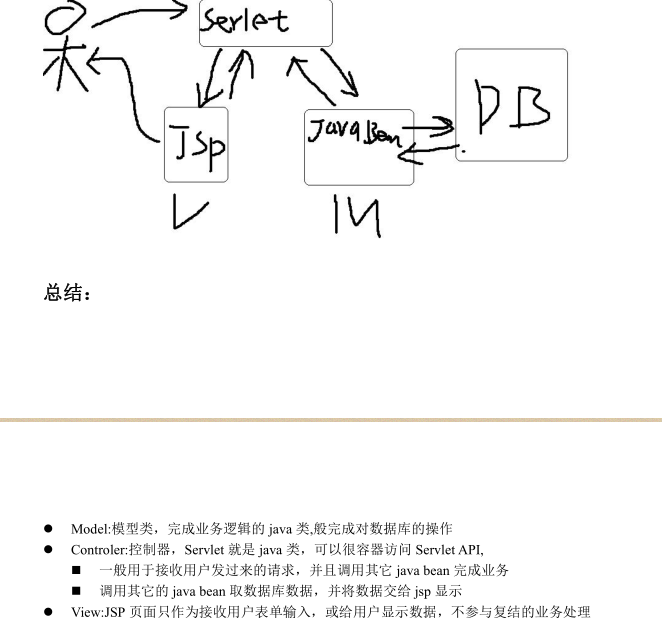 Serlet
Jsp
JavaBean
DB
V
M
总结：
● Model:模型类，完成业务逻辑的 java 类,般完成对数据库的操作
● Controler:控制器，Servlet 就是 java 类，可以很容器访问 Servlet API,
■ 一般用于接收用户发过来的请求，并且调用其它 java bean 完成业务
■ 调用其它的 java bean 取数据库数据，并将数据交给 jsp 显示
● View:JSP 页面只作为接收用户表单输入，或给用户显示数据，不参与复结的业务处理